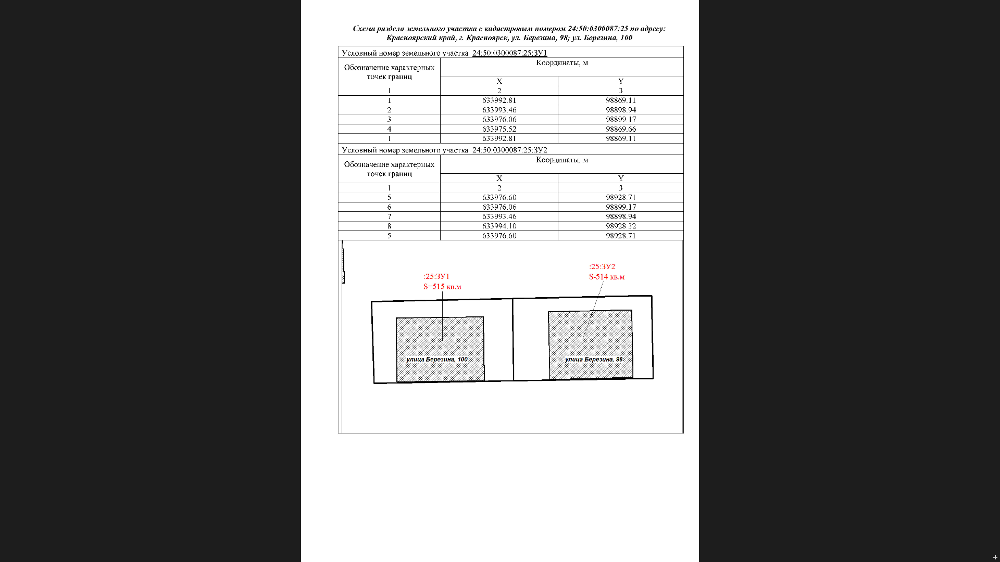 Схема раздела земельного участка с кадастровым номером 24:50:0300087:25 по адресу:
Красноярский край, г. Красноярск, ул. Березина, 98; ул. Березина, 100
Условный номер земельного участка 24:50:0300087:25:ЗУ1
Обозначение характерных точек границ
Координаты, м
X Y
1 2 3
1 633992.81 98869.11
2 633993.46 98898.94
3 633976.06 98899.17
4 633975.52 98869.66
1 633992.81 98869.11
Условный номер земельного участка 24:50:0300087:25:ЗУ2
Обозначение характерных точек границ
Координаты, м
X Y
1 2 3
5 633976.60 98928.71
6 633976.06 98899.17
7 633993.46 98898.94
8 633994.10 98928.32
5 633976.60 98928.71
:25:ЗУ1
S=515 кв.м
:25:ЗУ2
S-514 кв.м
улица Березина, 100
улица Березина, 98